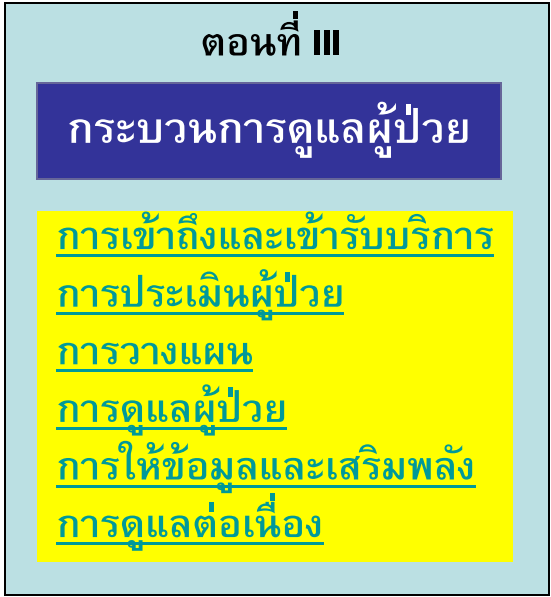 ตอนที่ III
กระบวนการดูแลผู้ป่วย
การเข้าถึงและเข้ารับบริการ
การประเมินผู้ป่วย
การวางแผน
การดูแลผู้ป่วย
การให้ข้อมูลและเสริมพลัง
การดูแลต่อเนื่อง